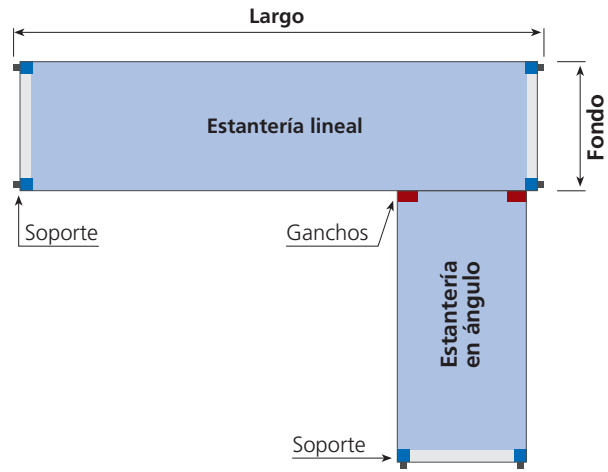 Largo
Estantería lineal
Fondo
Soporte
Ganchos
Estantería
en ángulo
Soporte